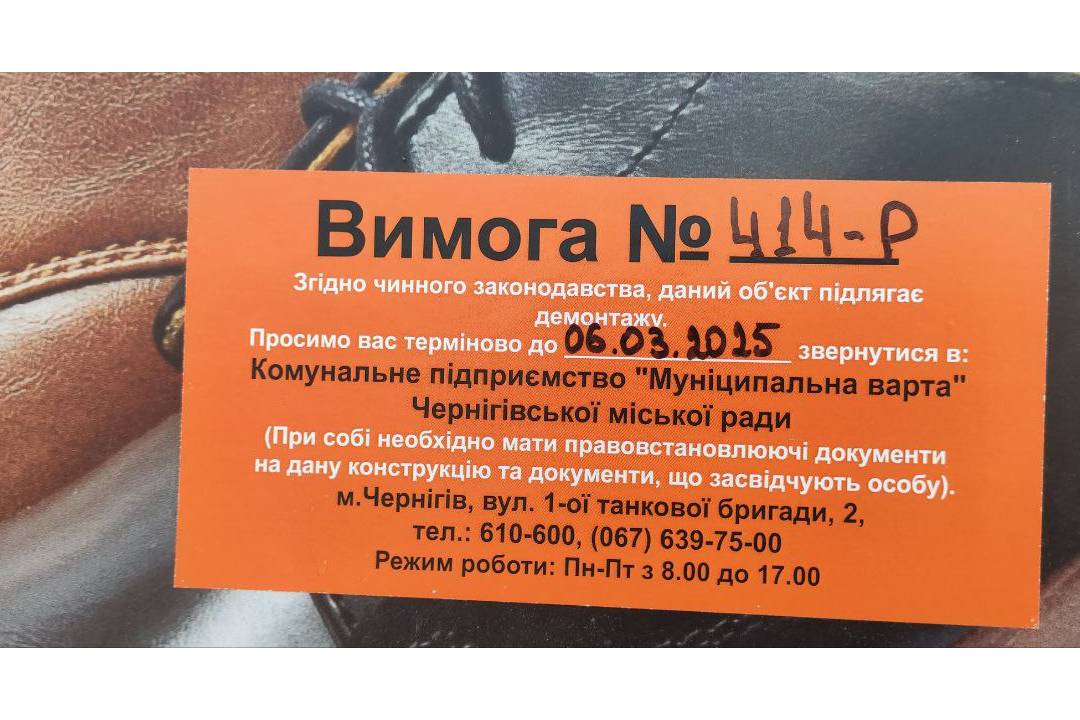 Вимога № 414-Р
Згідно чинного законодавства, даний об'єкт підлягає
демонтажу.
Просимо вас терміново до 06.03.2025 звернутися в:
Комунальне підприємство "Муніципальна варта"
Чернігівської міської ради
(При собі необхідно мати правовстановлюючі документи
на дану конструкцію та документи, що засвідчують особу).
м.Чернігів, вул. 1-ої танкової бригади, 2,
тел.: 610-600, (067) 639-75-00
Режим роботи: Пн-Пт з 8.00 до 17.00